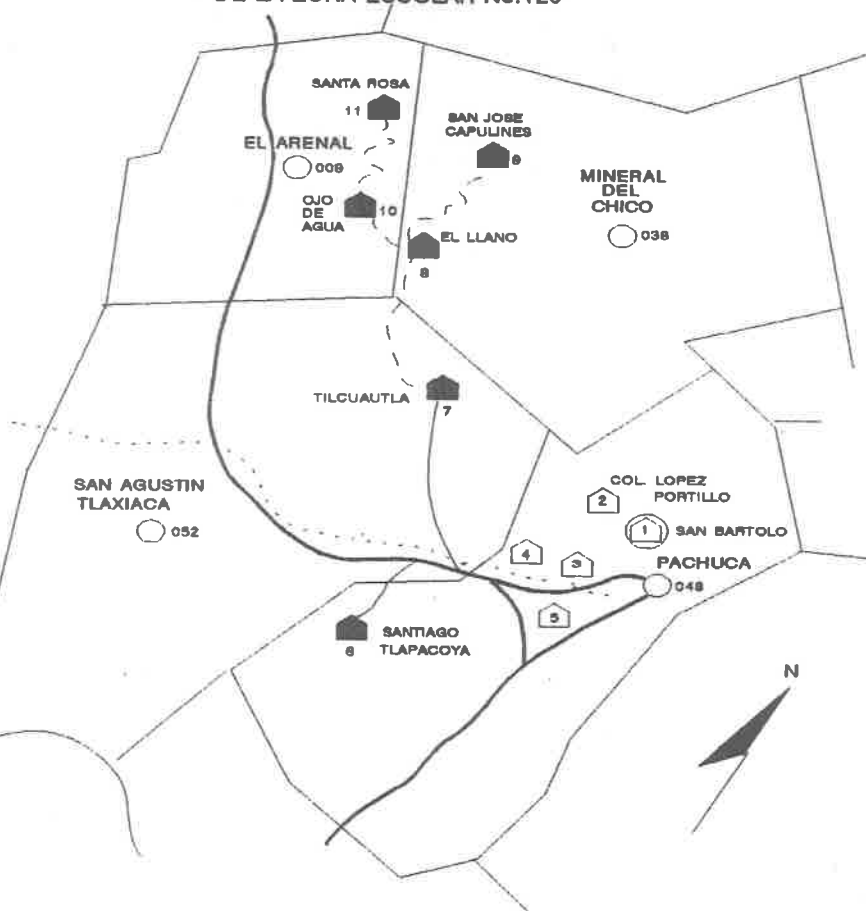 SANTA ROSA
11
SAN JOSE
CAPULINES
9
EL ARENAL
009
MINERAL
DEL
CHICO
038
OJO
DE
AGUA
10
EL LLANO
8
TILCUAUTLA
7
SAN AGUSTIN
TLAXIACA
052
COL. LOPEZ
PORTILLO
2
1
SAN BARTOLO
4
3
PACHUCA
048
5
6
SANTIAGO
TLAPACOYA
N